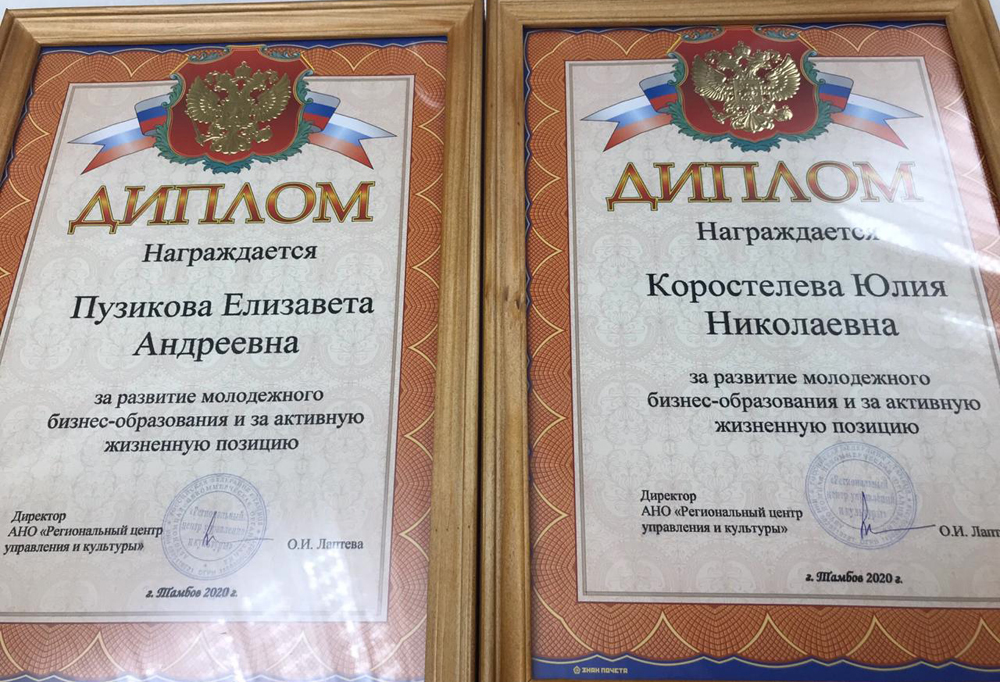 ДИПЛОМ
Награждается
Пузикова Елизавета
Андреевна
за развитие молодежного
бизнес-образования и за активную
жизненную позицию
Директор
АНО «Региональный центр
управления и культуры»
О.И. Лаптева
г. Тамбов 2020 г.
ДИПЛОМ
Награждается
Коростелева Юлия
Николаевна
за развитие молодежного
бизнес-образования и за активную
жизненную позицию
Директор
АНО «Региональный центр
управления и культуры»
О.И. Лапт
г. Тамбов 2020 г.
ЗНАК ПОЧЕТА